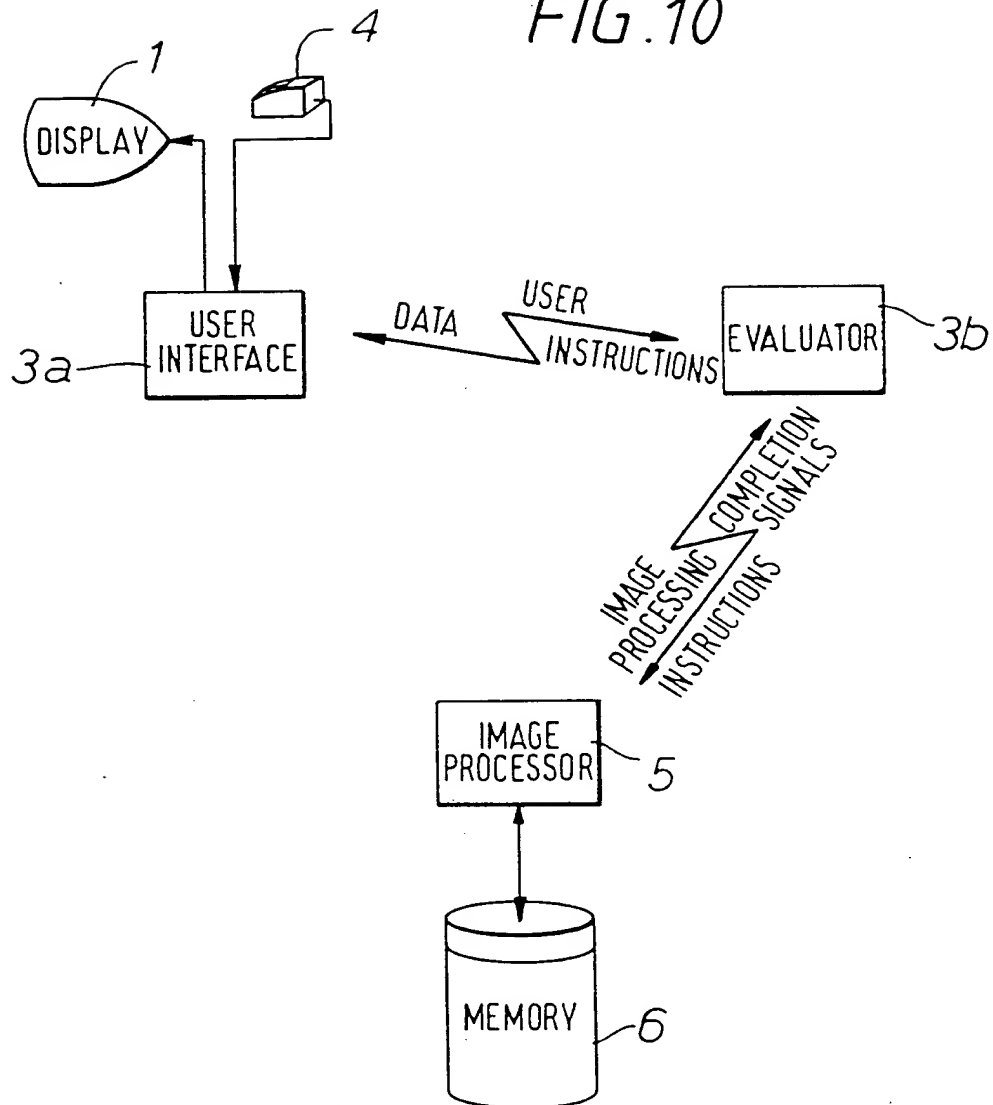 FIG.10
1
4
DISPLAY
USER
INTERFACE
3a
DATA
USER
INSTRUCTIONS
EVALUATOR
3b
COMPLETION
SIGNALS
IMAGE
PROCESSING
INSTRUCTIONS
IMAGE
PROCESSOR
5
MEMORY
6